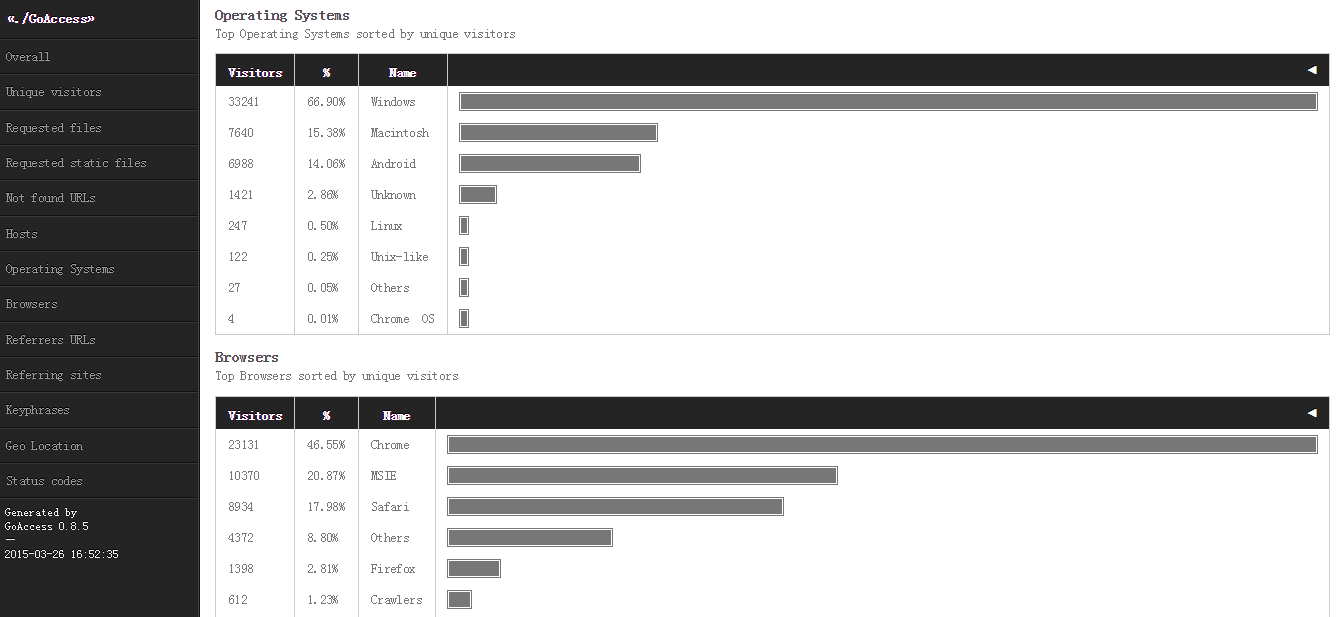 «./GoAccess»
Overall
Unique visitors
Requested files
Requested static files
Not found URLs
Hosts
Operating Systems
Browsers
Referrers URLs
Referring sites
Keyphrases
Geo Location
Status codes
Generated by
GoAccess 0.8.5
—
2015-03-26 16:52:35
Operating Systems
Top Operating Systems sorted by unique visitors
Visitors % Name ◀
33241 66.90% Windows
7640 15.38% Macintosh
6988 14.06% Android
1421 2.86% Unknown
247 0.50% Linux
122 0.25% Unix-like
27 0.05% Others
4 0.01% Chrome OS
Browsers
Top Browsers sorted by unique visitors
Visitors % Name ◀
23131 46.55% Chrome
10370 20.87% MSIE
8934 17.98% Safari
4372 8.80% Others
1398 2.81% Firefox
612 1.23% Crawlers